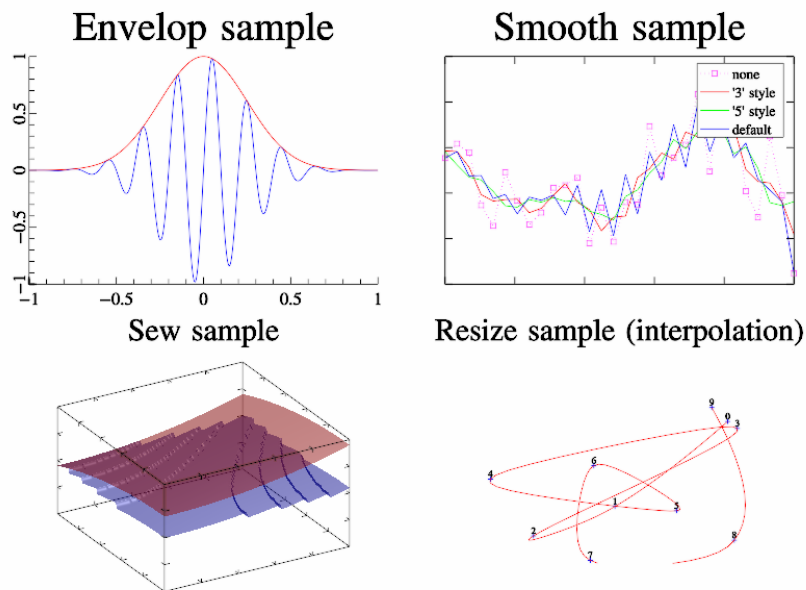 Envelop sample
Smooth sample
1
0.5
0
−0.5
−1
−1 −0.5 0 0.5 1
none
'3' style
'5' style
default
Sew sample
Resize sample (interpolation)
9
0
3
6
4
1
5
2
8
7